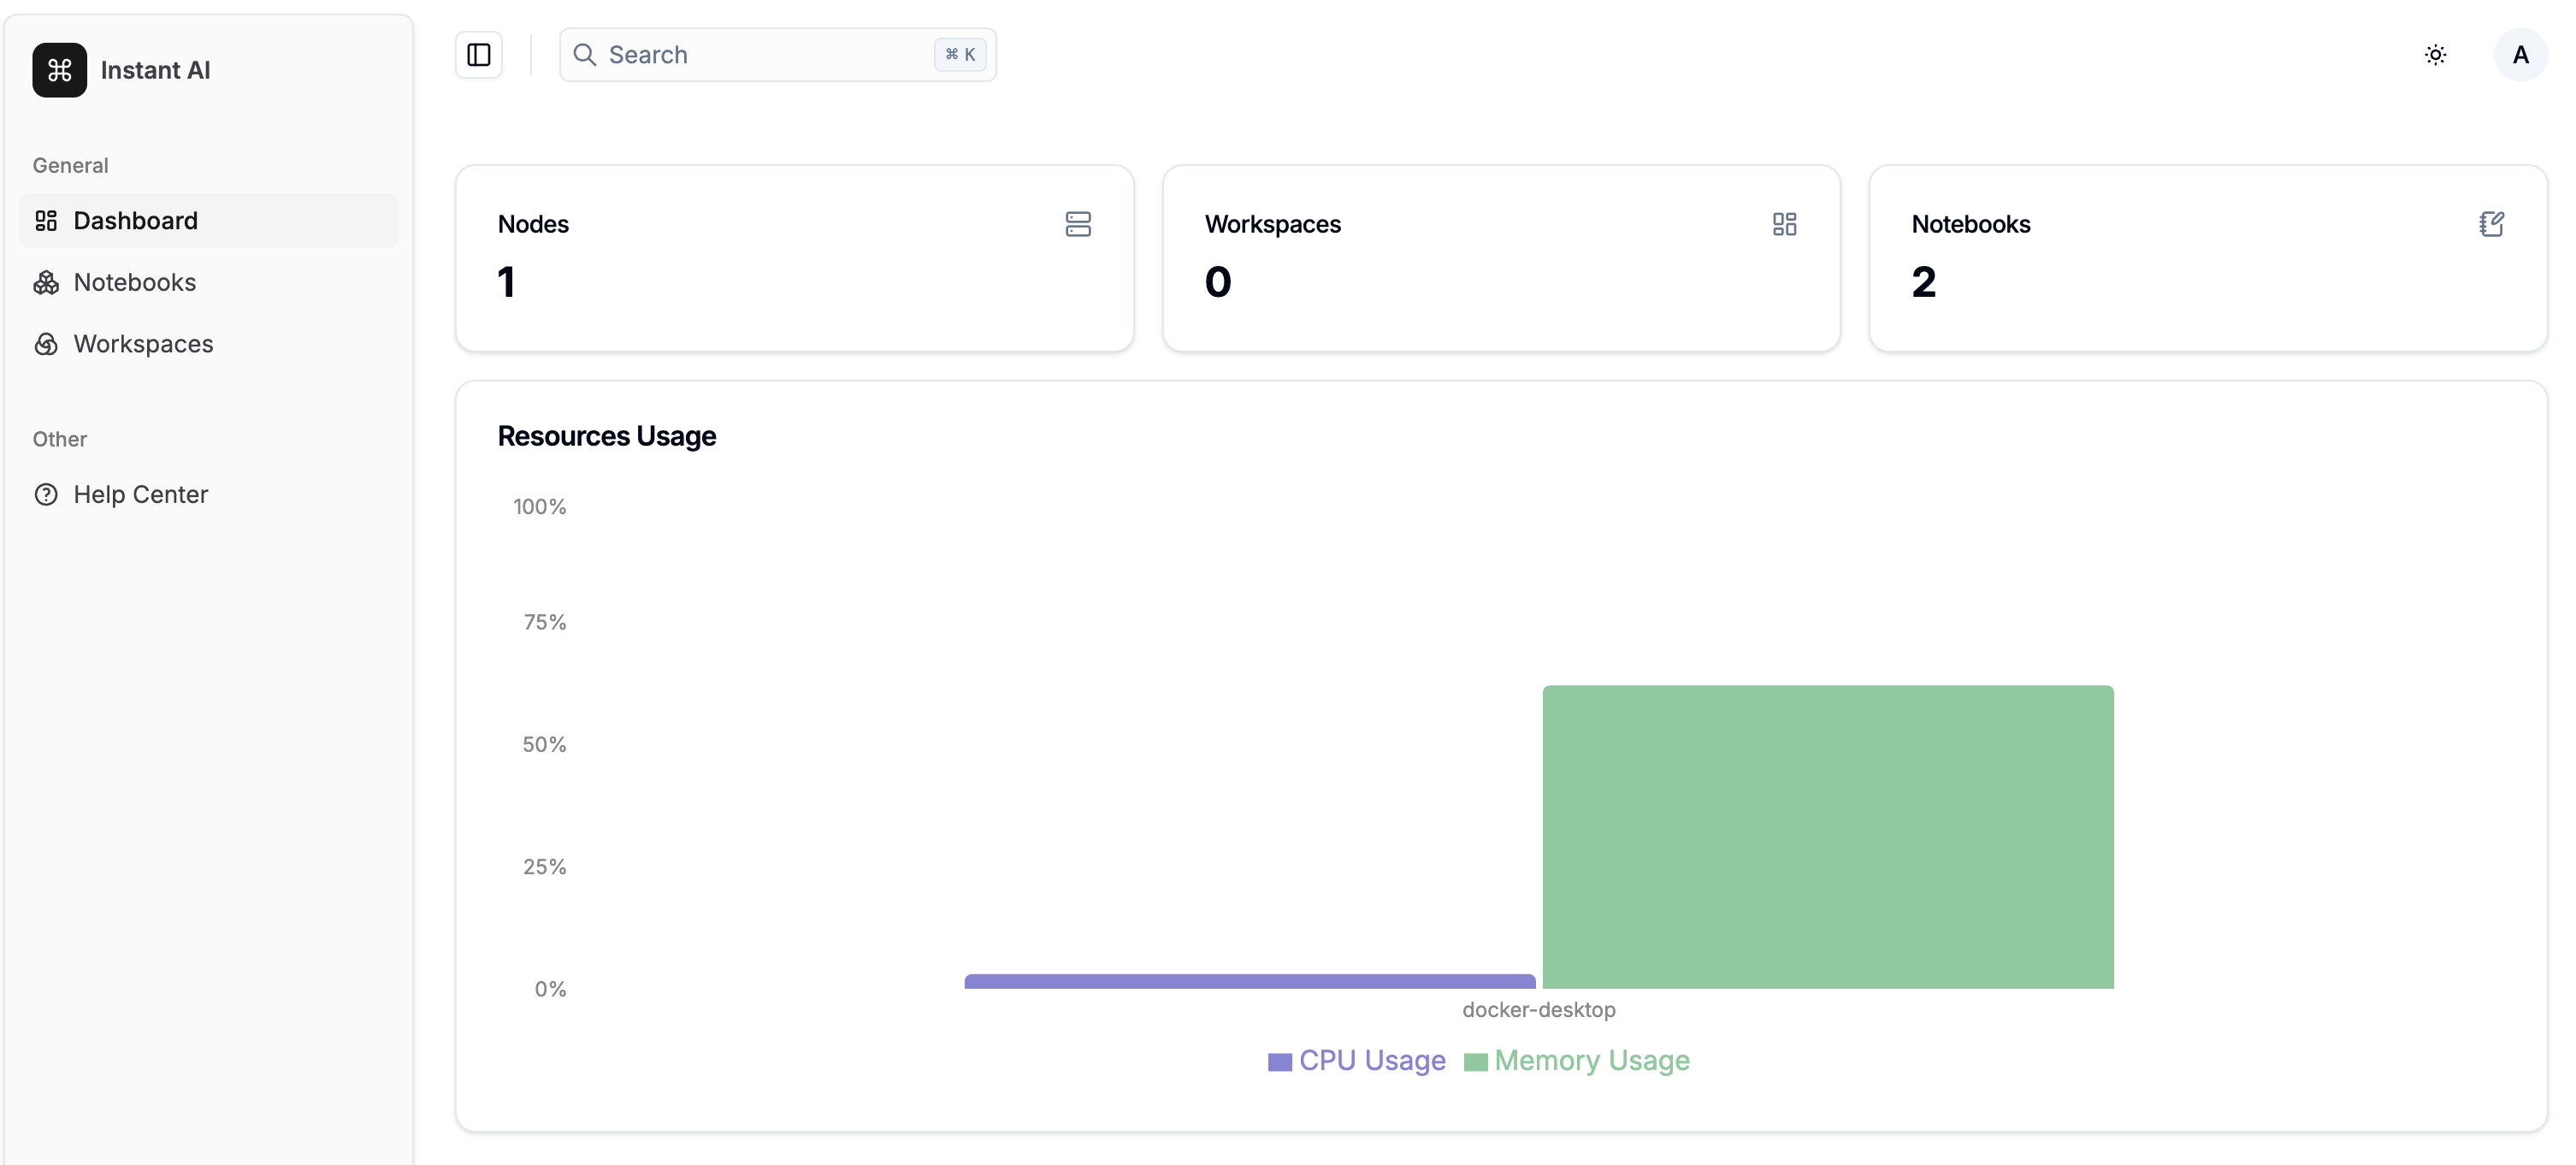 Instant AI
General
Dashboard
Notebooks
Workspaces
Other
Help Center
Search
⌘ K
A
Nodes
1
Workspaces
0
Notebooks
2
Resources Usage
100%
75%
50%
25%
0%
docker-desktop
CPU Usage
Memory Usage